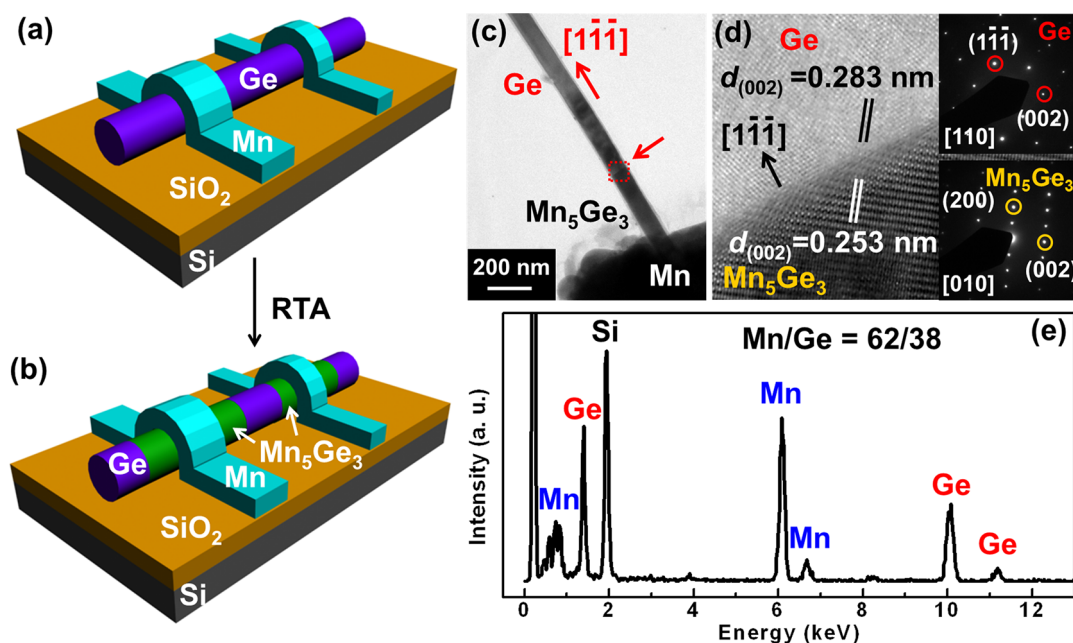 (a)
Ge
Mn
SiO₂
Si
RTA
(b)
Ge
Mn₅Ge₃
Mn
SiO₂
Si
(c)
[11̄1̄]
Ge
Mn₅Ge₃
200 nm
Mn
(d)
Ge
d(002) =0.283 nm
[11̄1̄]
d(002)=0.253 nm
Mn₅Ge₃
Ge
(11̄1̄)
(002)
[110]
Mn₅Ge₃
(200)
(002)
[010]
(e)
Mn/Ge = 62/38
Si
Ge
Mn
Mn
Mn
Ge
Ge
Intensity (a. u.)
0 2 4 6 8 10 12
Energy (keV)